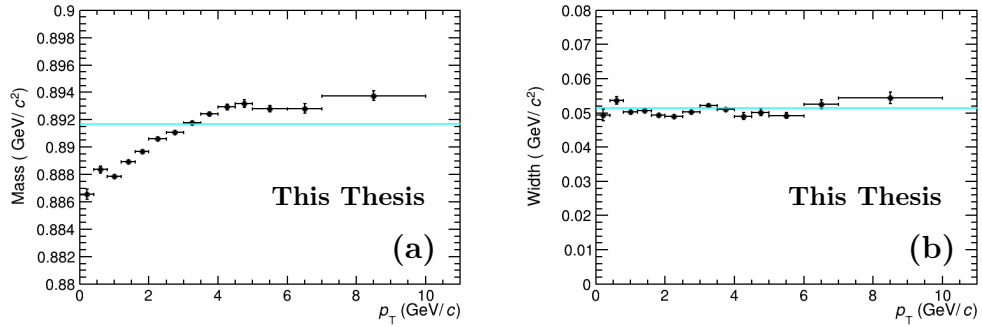 Mass ( GeV/ c²)
0.9
0.898
0.896
0.894
0.892
0.89
0.888
0.886
0.884
0.882
0.88
This Thesis
(a)
0 2 4 6 8 10
p_T (GeV/ c)
Width ( GeV/ c²)
0.08
0.07
0.06
0.05
0.04
0.03
0.02
0.01
0
This Thesis
(b)
0 2 4 6 8 10
p_T (GeV/ c)